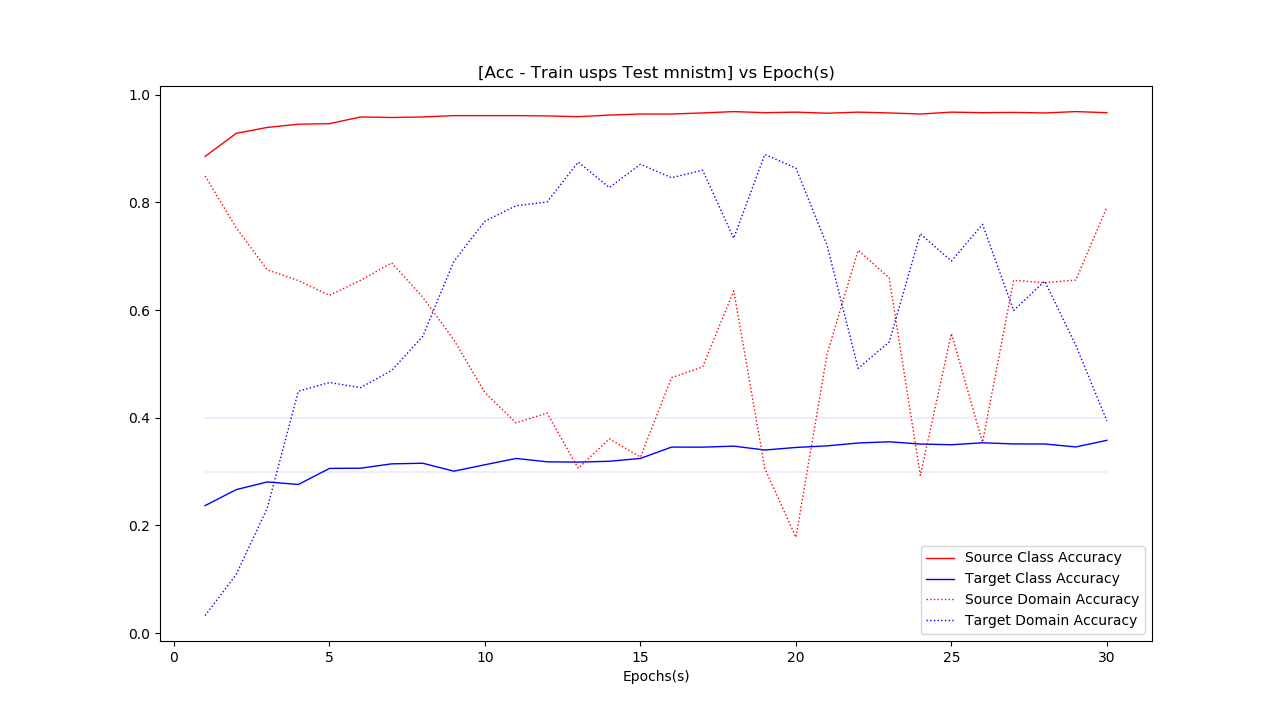 [Acc - Train usps Test mnistm] vs Epoch(s)
1.0
0.8
0.6
0.4
0.2
0.0
0 5 10 15 20 25 30
Epochs(s)
Source Class Accuracy
Target Class Accuracy
Source Domain Accuracy
Target Domain Accuracy